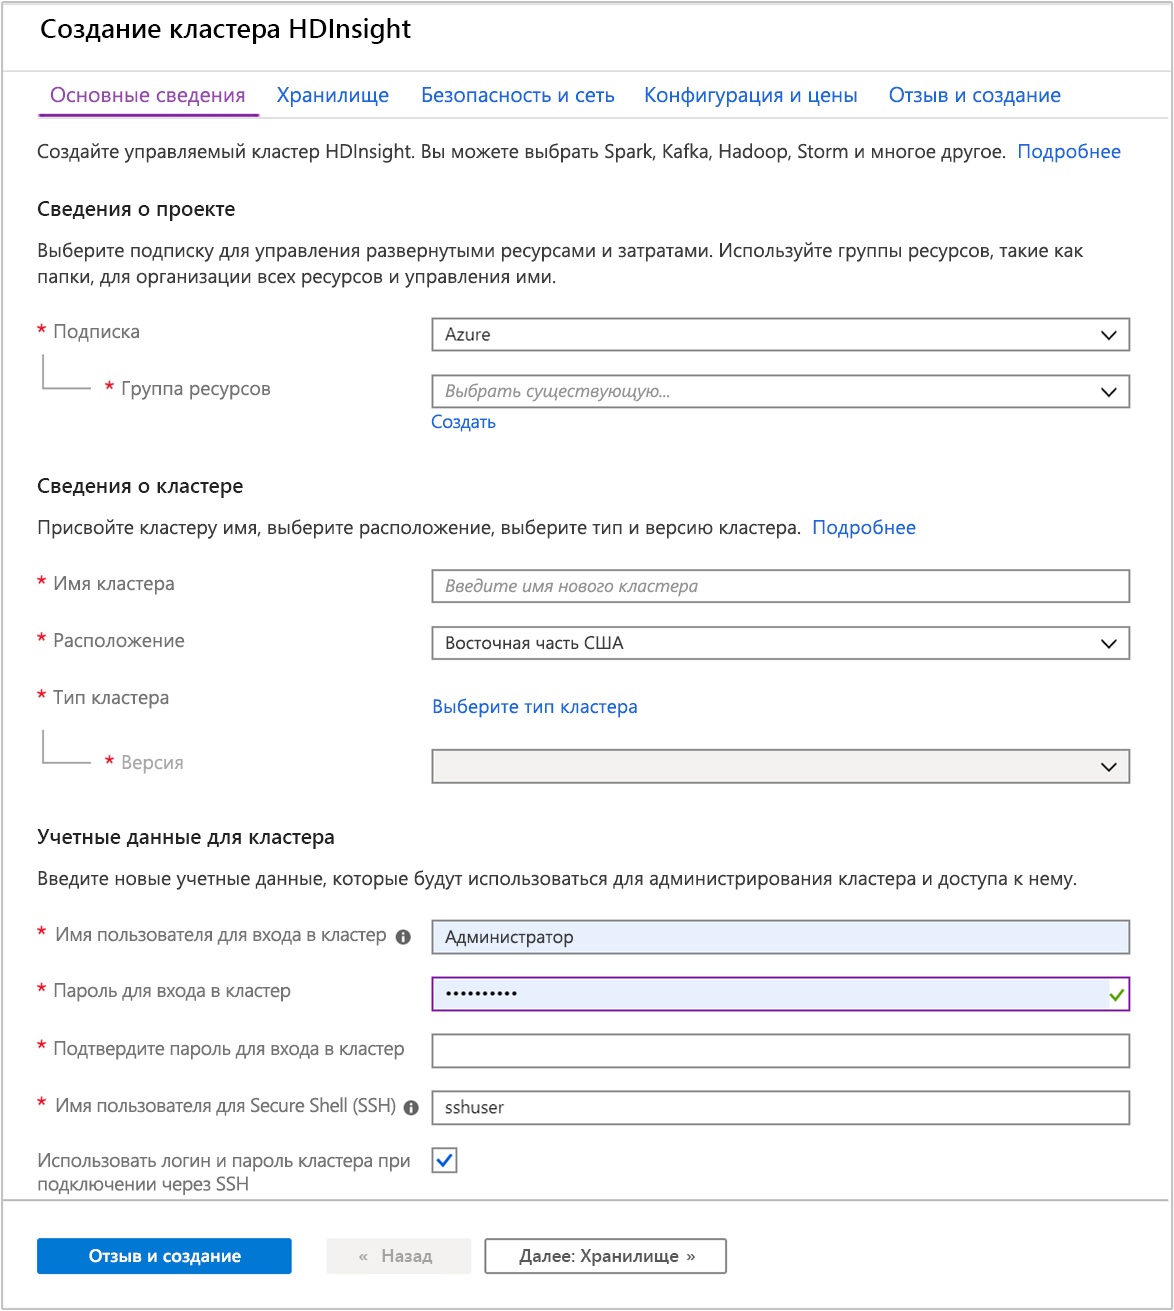 Создание кластера HDInsight
Основные сведения Хранилище Безопасность и сеть Конфигурация и цены Отзыв и создание
Создайте управляемый кластер HDInsight. Вы можете выбрать Spark, Kafka, Hadoop, Storm и многое другое. Подробнее
Сведения о проекте
Выберите подписку для управления развернутыми ресурсами и затратами. Используйте группы ресурсов, такие как
папки, для организации всех ресурсов и управления ими.
* Подписка Azure
* Группа ресурсов Выбрать существующую...
Создать
Сведения о кластере
Присвойте кластеру имя, выберите расположение, выберите тип и версию кластера. Подробнее
* Имя кластера Введите имя нового кластера
* Расположение Восточная часть США
* Тип кластера Выберите тип кластера
* Версия
Учетные данные для кластера
Введите новые учетные данные, которые будут использоваться для администрирования кластера и доступа к нему.
* Имя пользователя для входа в кластер Администратор
* Пароль для входа в кластер ••••••••••
* Подтвердите пароль для входа в кластер
* Имя пользователя для Secure Shell (SSH) sshuser
Использовать логин и пароль кластера при
подключении через SSH
Отзыв и создание « Назад Далее: Хранилище »